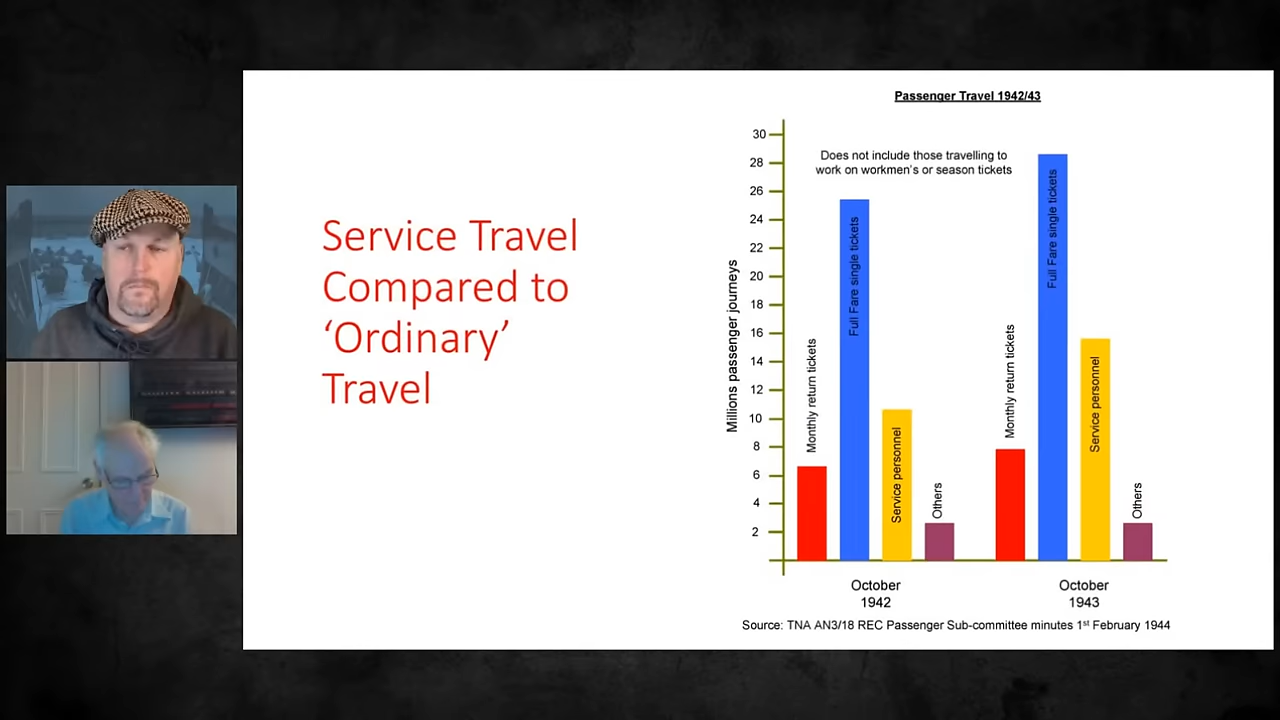 Service Travel
Compared to
‘Ordinary’
Travel
Passenger Travel 1942/43
Does not include those travelling to
work on workmen's or season tickets
Millions passenger journeys
30
28
26
24
22
20
18
16
14
12
10
8
6
4
2
Monthly return tickets
Full Fare single tickets
Service personnel
Others
Monthly return tickets
Full Fare single tickets
Service personnel
Others
October
1942
October
1943
Source: TNA AN3/18 REC Passenger Sub-committee minutes 1st February 1944